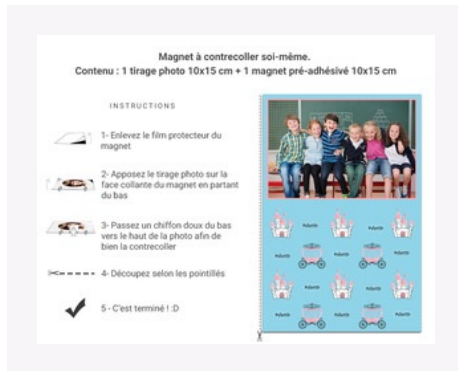 Magnet à contrecoller soi-même.
Contenu : 1 tirage photo 10x15 cm + 1 magnet pré-adhésivé 10x15 cm
INSTRUCTIONS
1- Enlevez le film protecteur du
magnet
2- Apposez le tirage photo sur la
face collante du magnet en partant
du bas
3- Passez un chiffon doux du bas
vers le haut de la photo afin de
bien la contrecoller
4- Découpez selon les pointillés
5 - C'est terminé ! :D